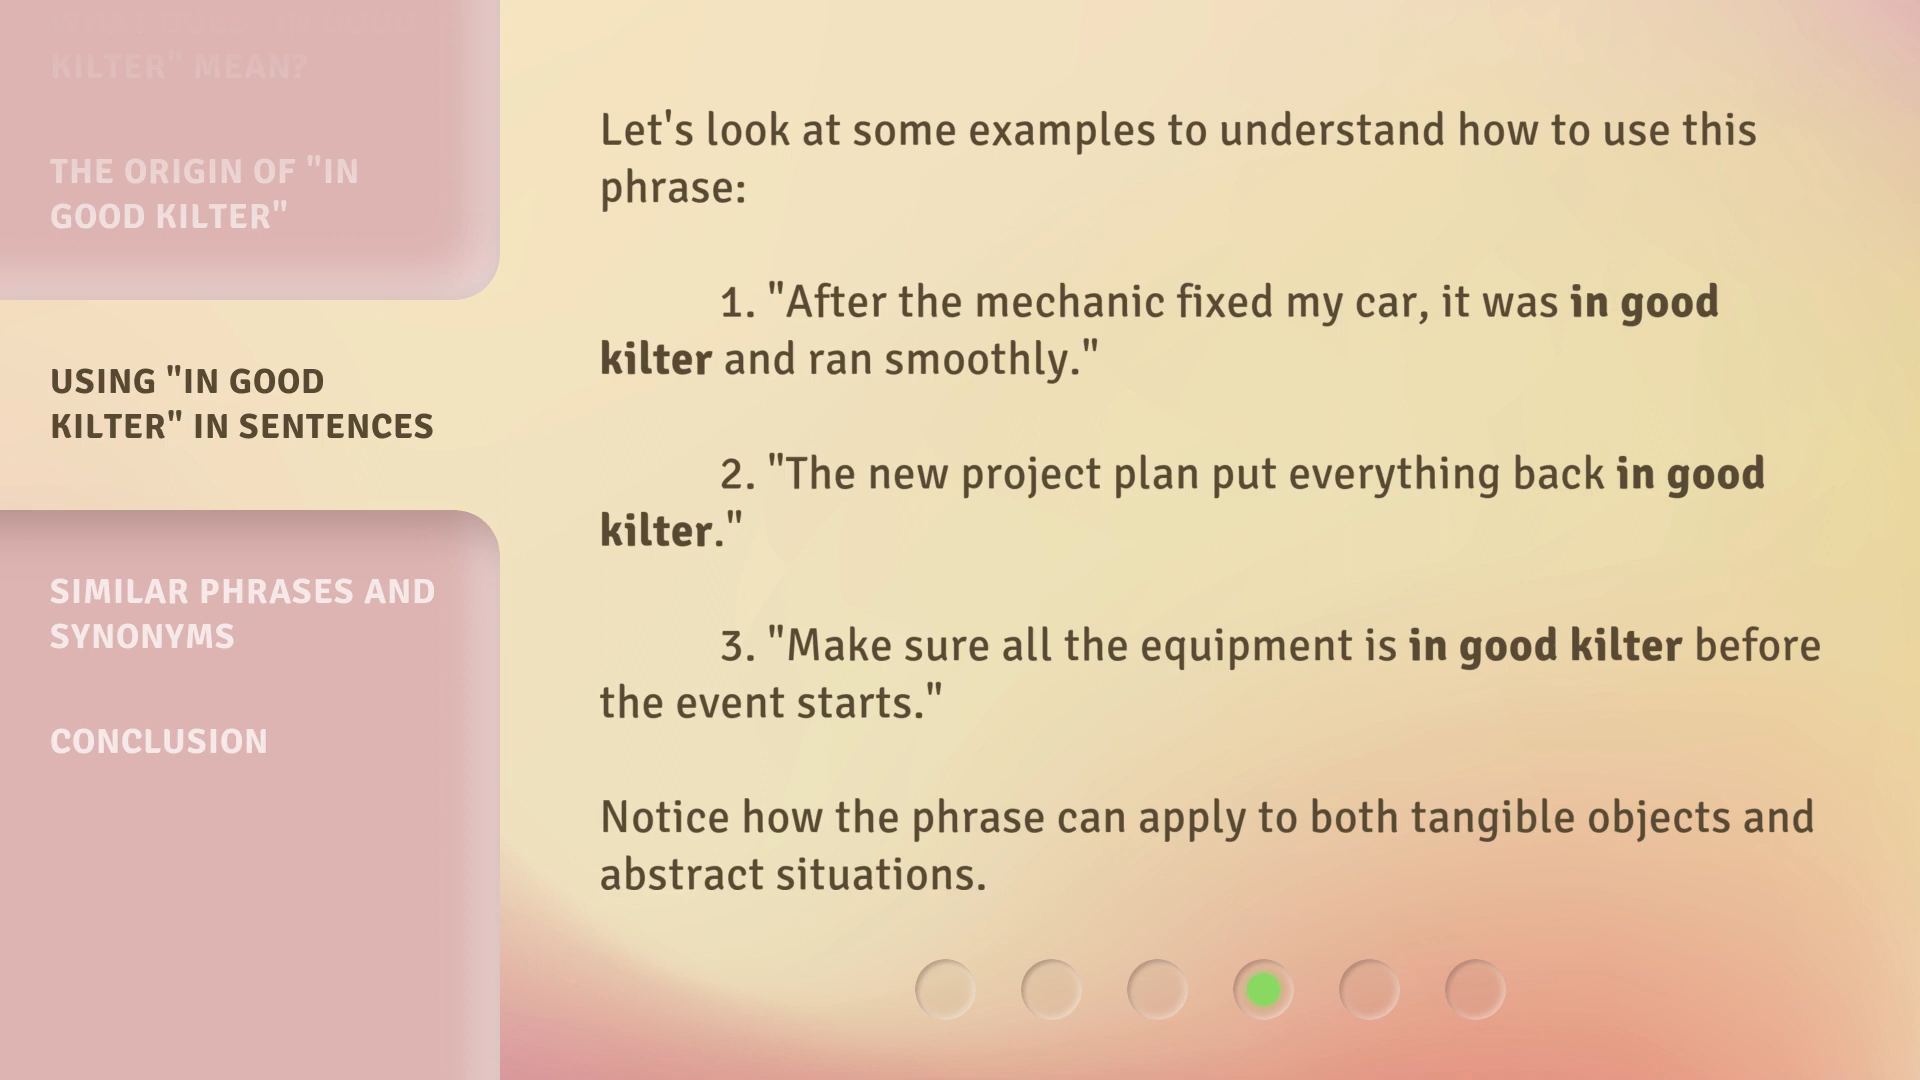 WHAT DOES "IN GOOD
KILTER" MEAN?
THE ORIGIN OF "IN
GOOD KILTER"
USING "IN GOOD
KILTER" IN SENTENCES
SIMILAR PHRASES AND
SYNONYMS
CONCLUSION
Let's look at some examples to understand how to use this
phrase:
1. "After the mechanic fixed my car, it was in good
kilter and ran smoothly."
2. "The new project plan put everything back in good
kilter."
3. "Make sure all the equipment is in good kilter before
the event starts."
Notice how the phrase can apply to both tangible objects and
abstract situations.